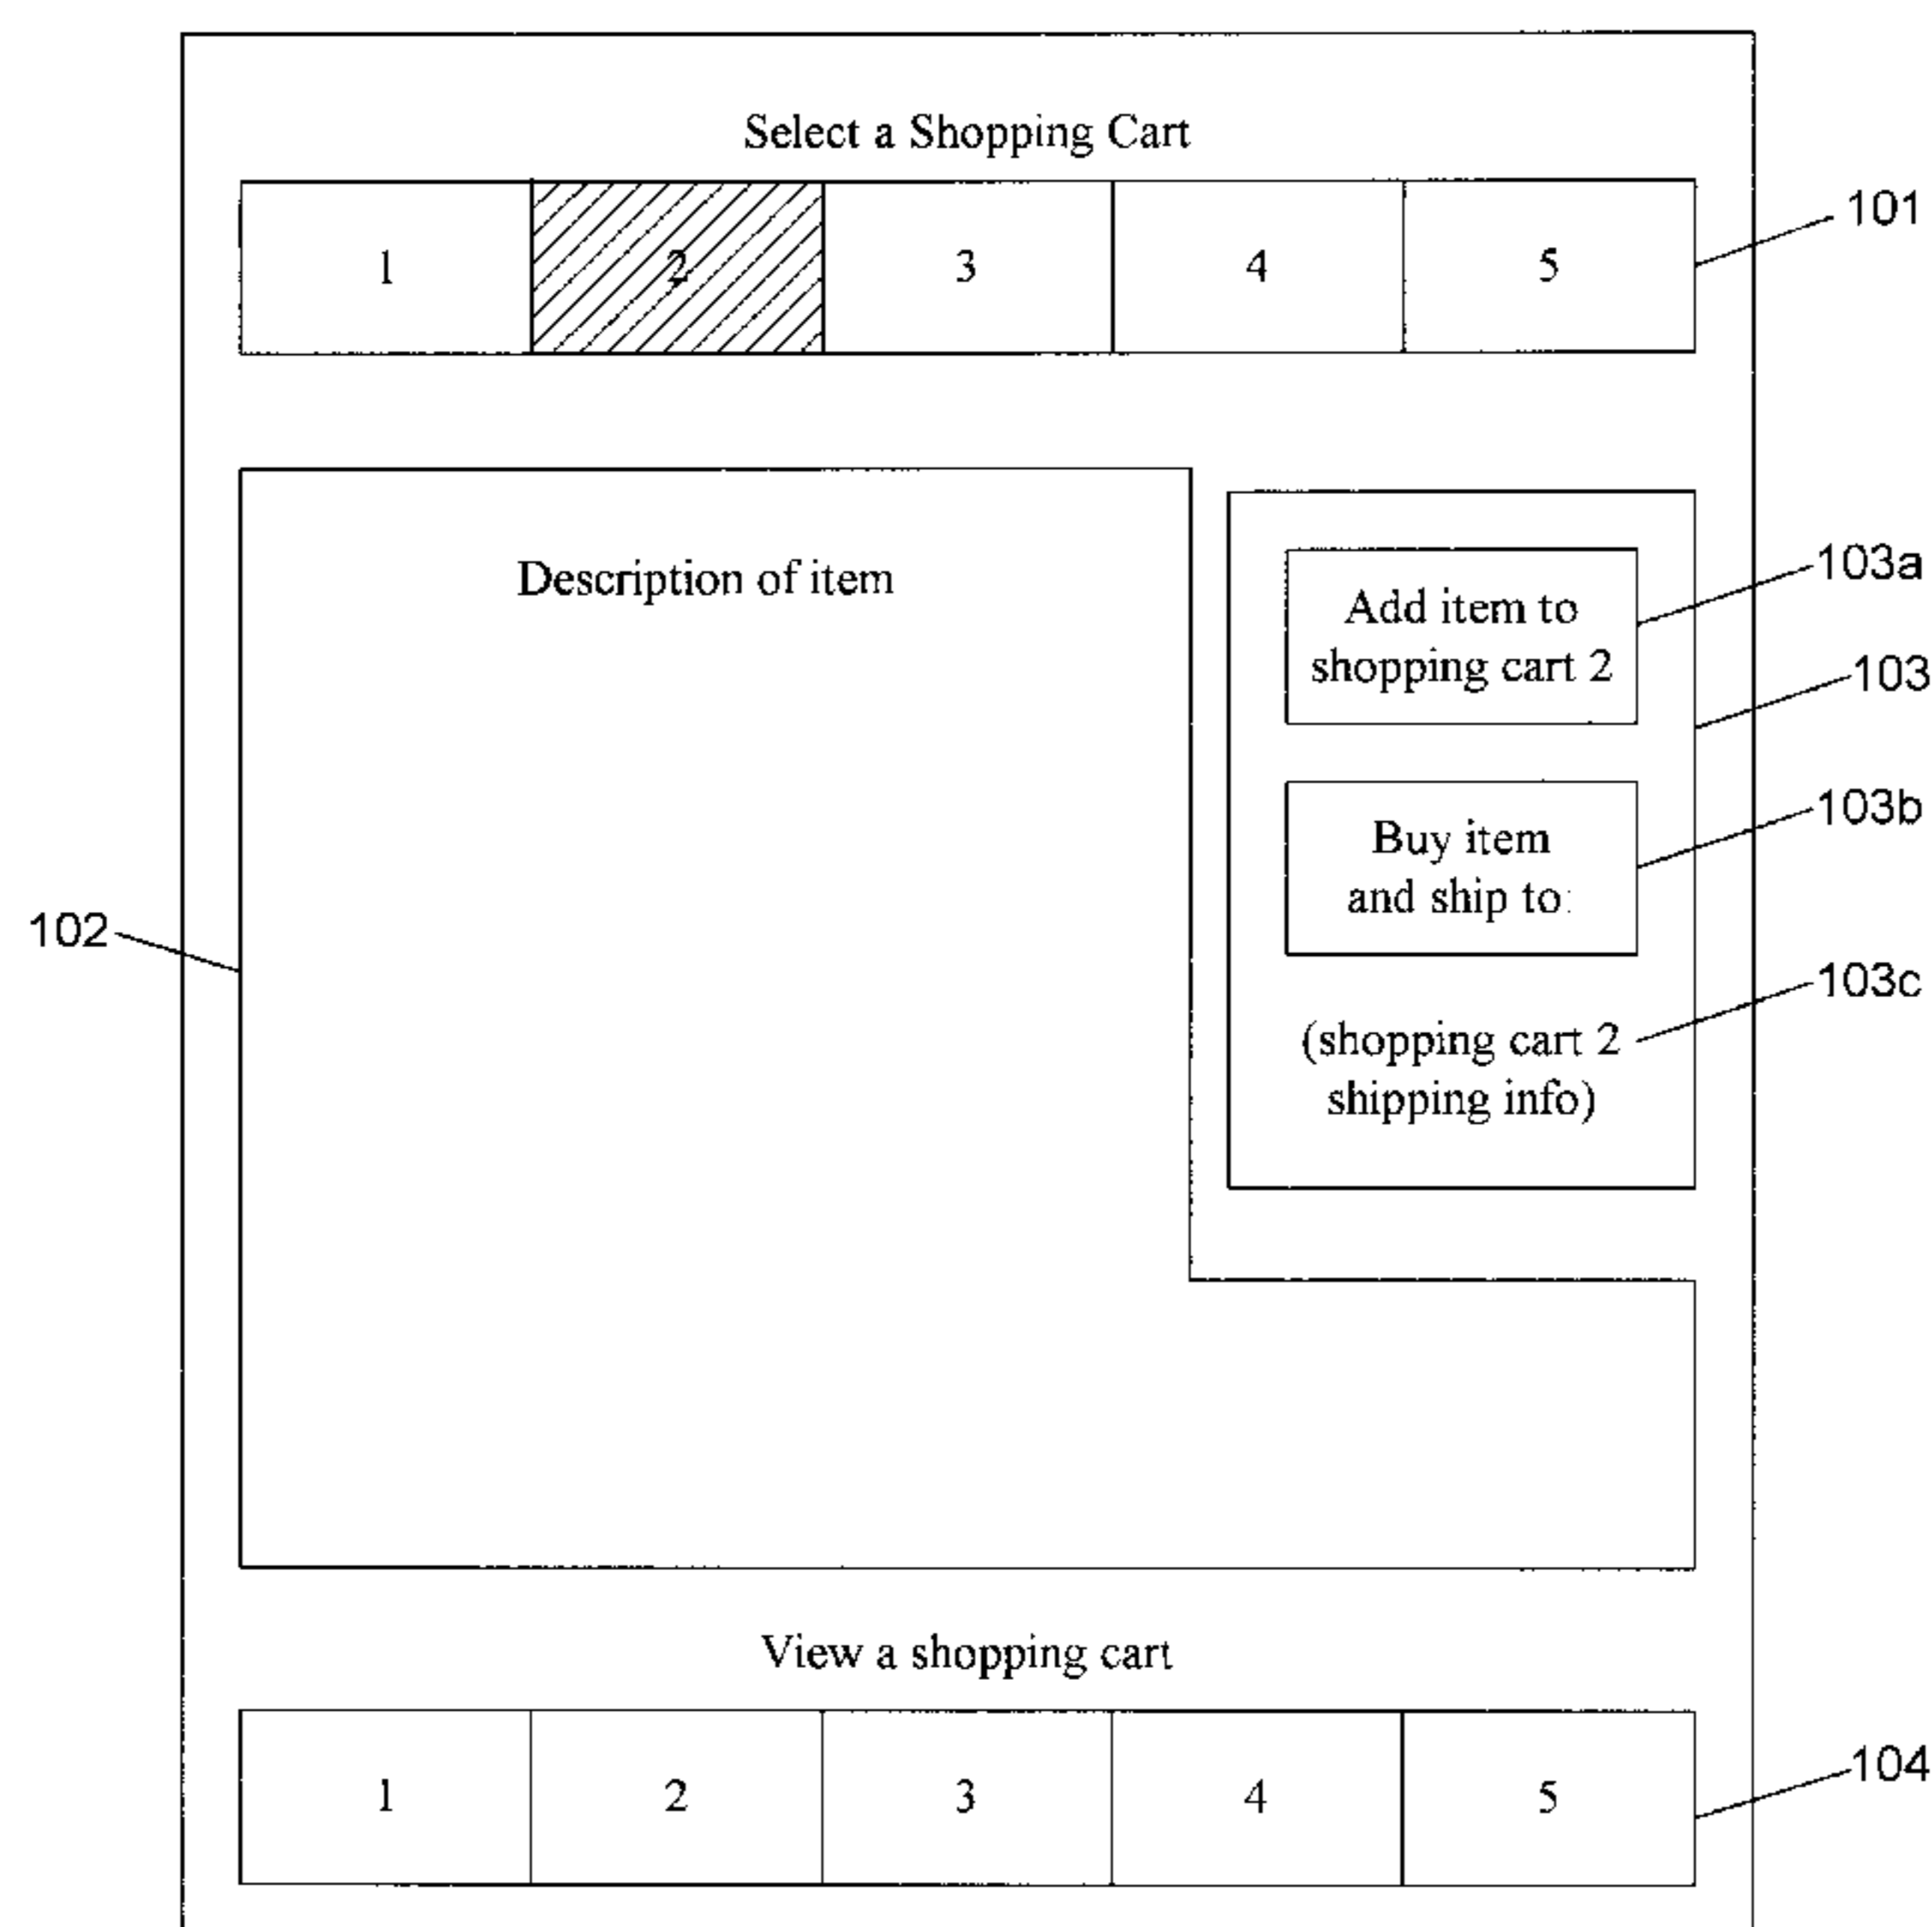 Select a Shopping Cart
1 2 3 4 5
101
Description of item
Add item to
shopping cart 2
103a
103
Buy item
and ship to:
103b
102
103c
(shopping cart 2
shipping info)
View a shopping cart
1 2 3 4 5
104